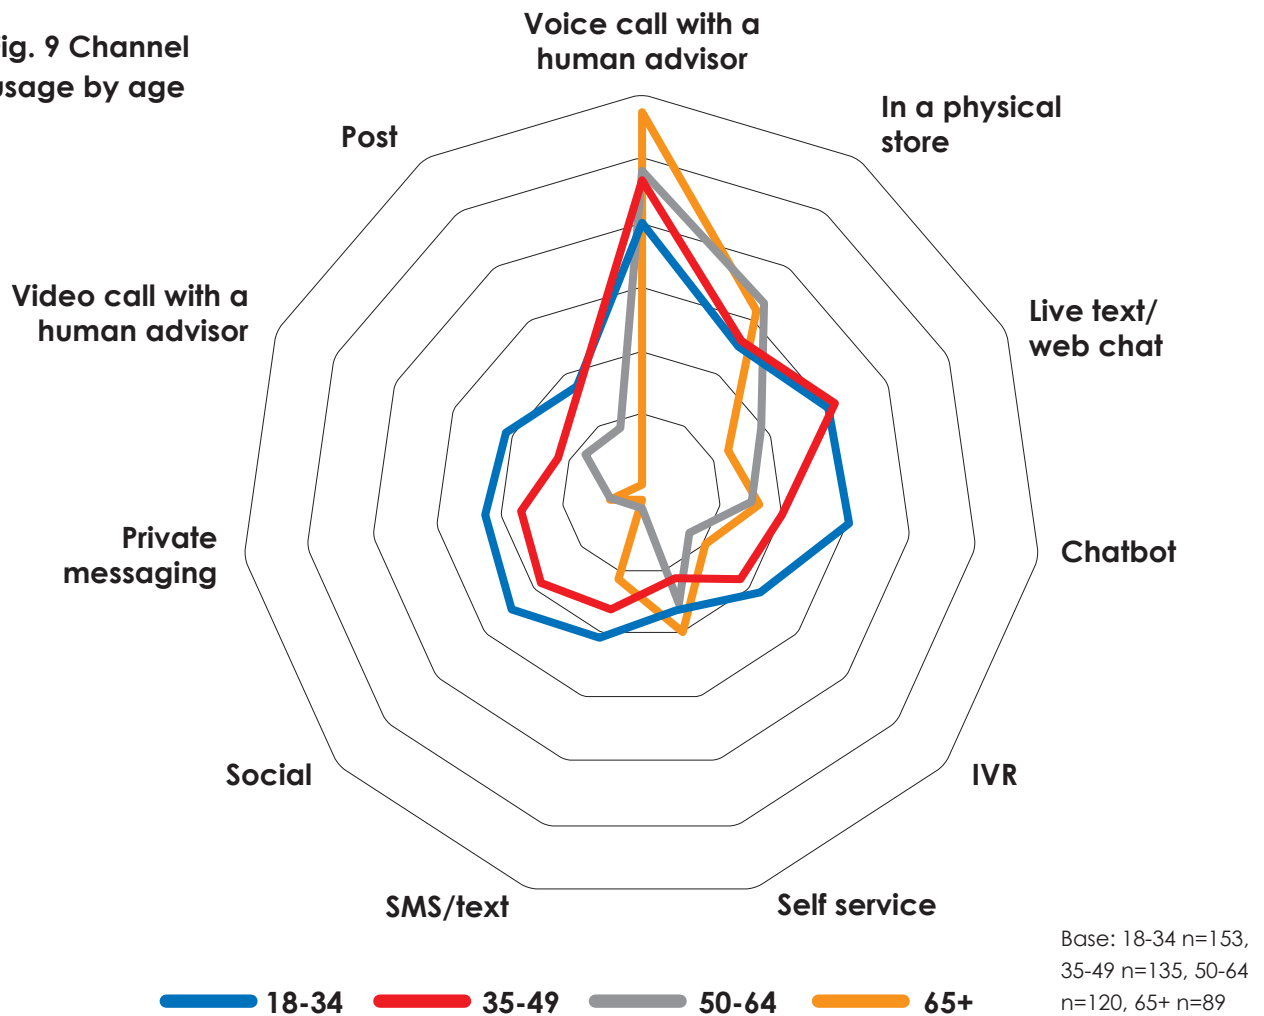 ig. 9 Channel
usage by age
Voice call with a
human advisor
In a physical
store
Post
Live text/
web chat
Video call with a
human advisor
Private
messaging
Chatbot
Social
IVR
SMS/text
Self service
Base: 18-34 n=153,
35-49 n=135, 50-64
n=120, 65+ n=89
18-34
35-49
50-64
65+